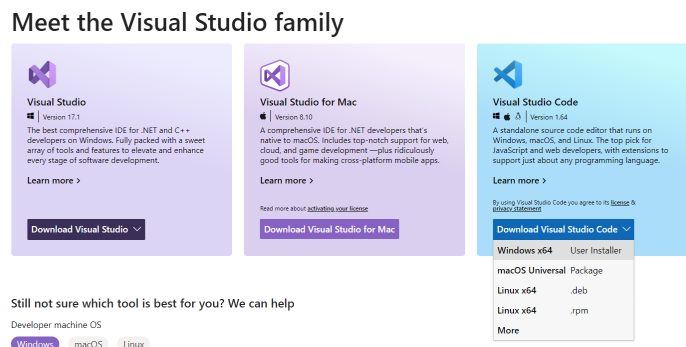 Meet the Visual Studio family
Visual Studio
Version 17.1
The best comprehensive IDE for .NET and C++
developers on Windows. Fully packed with a sweet
array of tools and features to elevate and enhance
every stage of software development.
Learn more >
Download Visual Studio
Visual Studio for Mac
Version 8.10
A comprehensive IDE for .NET developers that's
native to macOS. Includes top-notch support for web,
cloud, and game development —plus ridiculously
good tools for making cross-platform mobile apps.
Learn more >
Read more about activating your license
Download Visual Studio for Mac
Visual Studio Code
Version 1.64
A standalone source code editor that runs on
Windows, macOS, and Linux. The top pick for
JavaScript and web developers, with extensions to
support just about any programming language.
Learn more >
By using Visual Studio Code you agree to its license &
privacy statement
Download Visual Studio Code
Windows x64 User Installer
macOS Universal Package
Linux x64 .deb
Linux x64 .rpm
More
Still not sure which tool is best for you? We can help
Developer machine OS
Windows macOS Linux